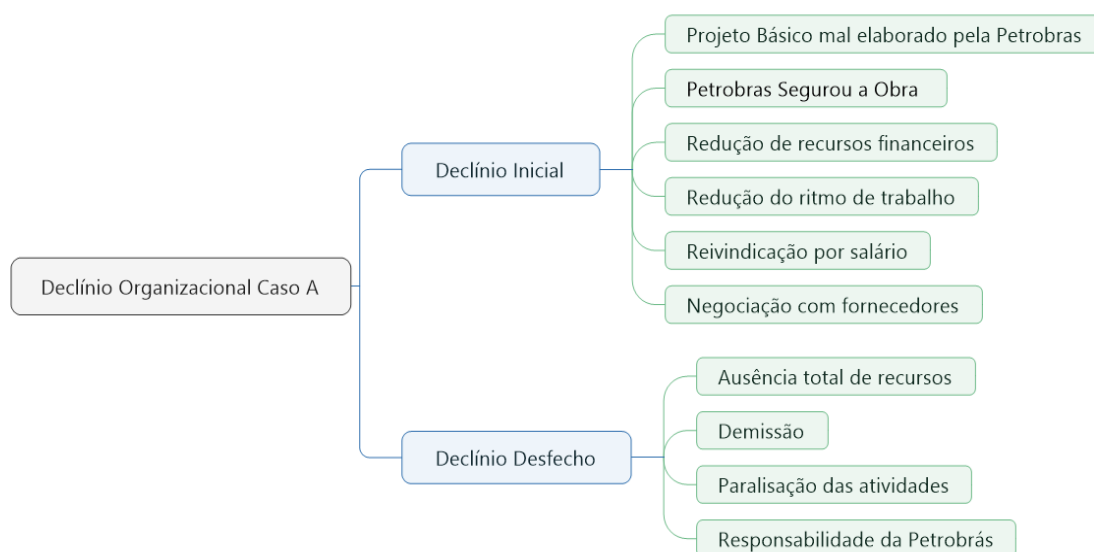 Projeto Básico mal elaborado pela Petrobras
Petrobras Segurou a Obra
Redução de recursos financeiros
Declínio Inicial
Redução do ritmo de trabalho
Reivindicação por salário
Negociação com fornecedores
Declínio Organizacional Caso A
Ausência total de recursos
Demissão
Declínio Desfecho
Paralisação das atividades
Responsabilidade da Petrobrás